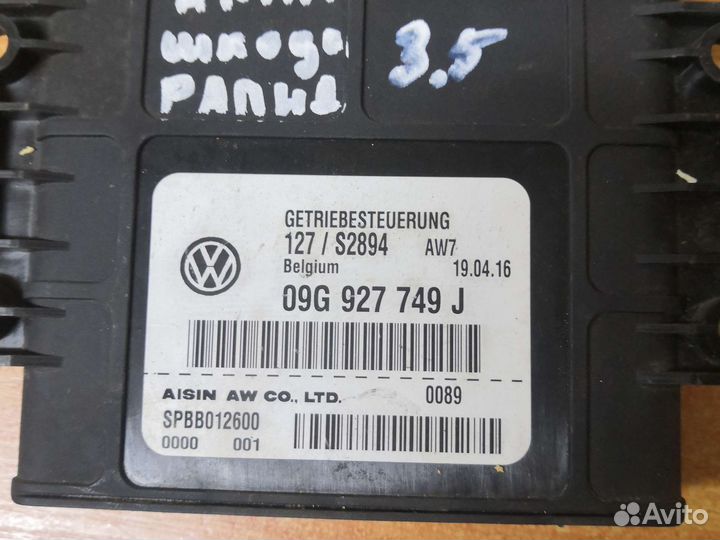 шкода 3.5
РАПИД
GETRIEBESTEUERUNG
127 / S2894 AW7
Belgium 19.04.16
09G 927 749 J
AISIN AW CO., LTD. 0089
SPBB012600
0000 001
Avito